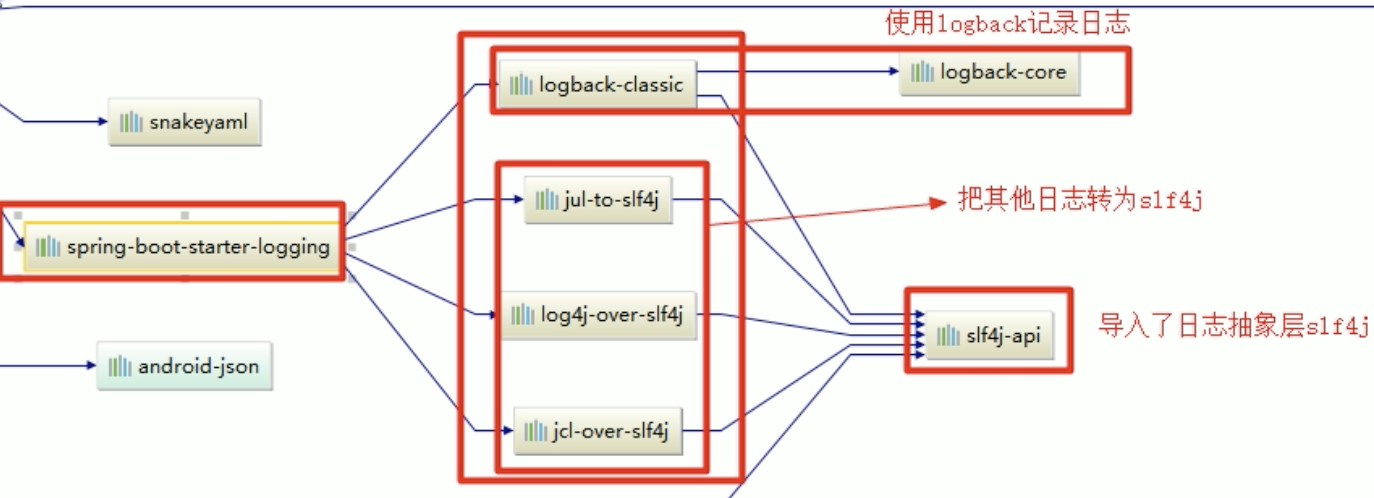 使用logback记录日志
logback-classic
logback-core
snakeyaml
jul-to-slf4j
把其他日志转为slf4j
spring-boot-starter-logging
log4j-over-slf4j
slf4j-api
导入了日志抽象层slf4j
android-json
jcl-over-slf4j